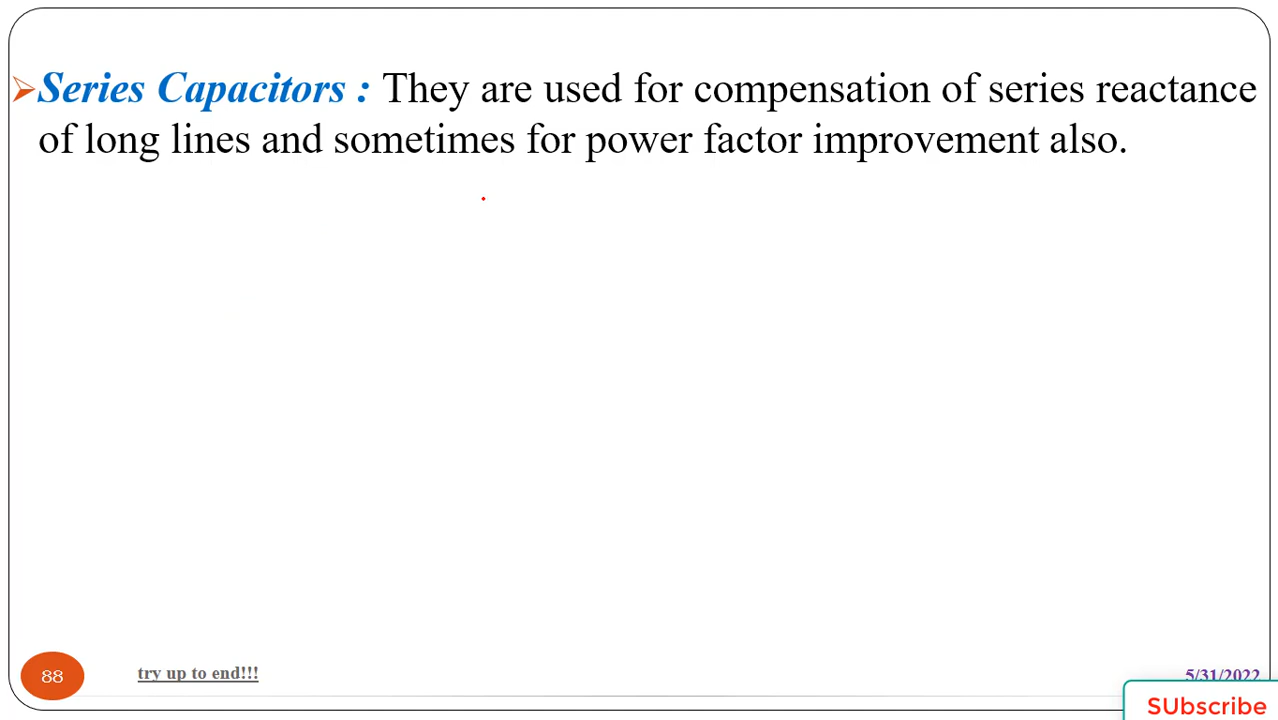 Series Capacitors : They are used for compensation of series reactance
of long lines and sometimes for power factor improvement also.
88
try up to end!!!
5/31/2022
SUbscribe